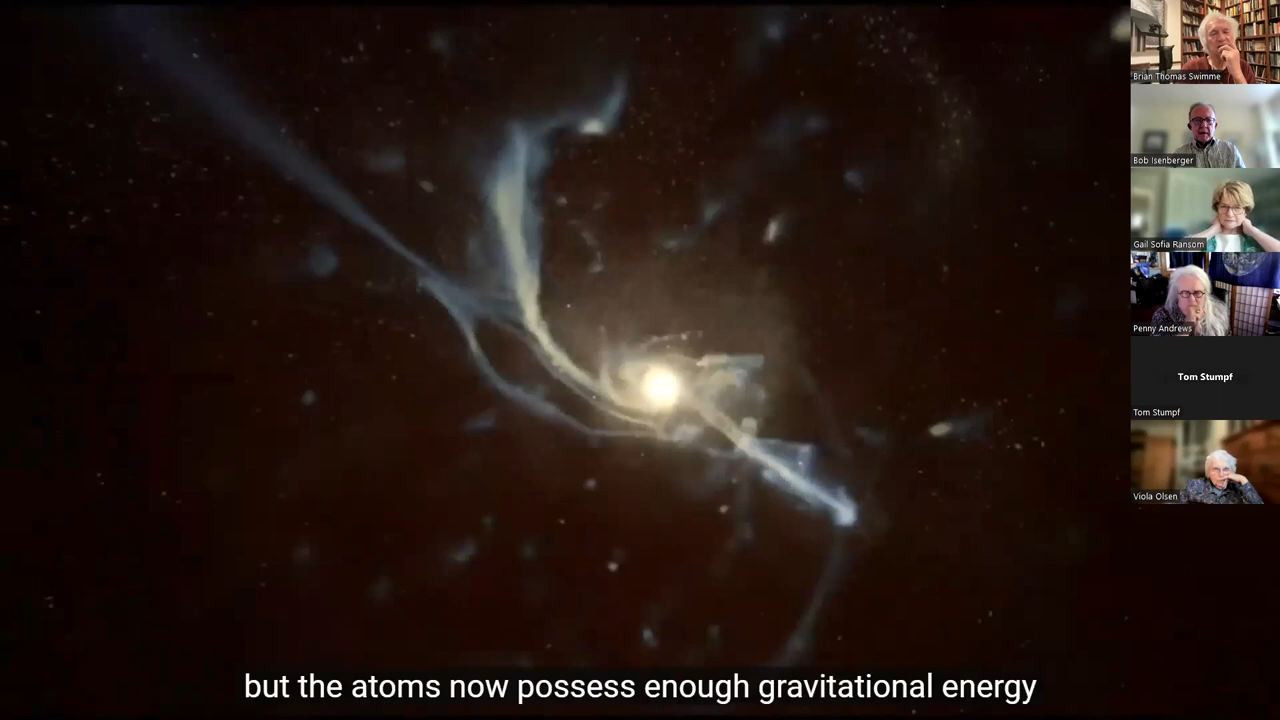 Brian Thomas Swimme
Bob Isenberger
Gail Sofia Ransom
Penny Andrews
Tom Stumpf
Tom Stumpf
Viola Olsen
but the atoms now possess enough gravitational energy